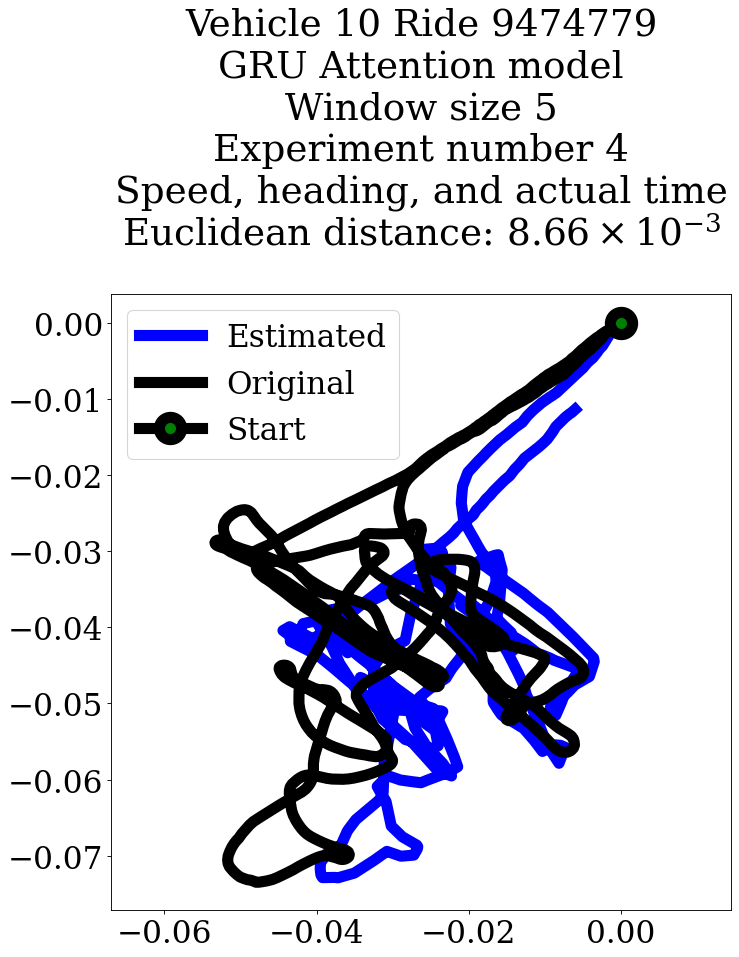 Vehicle 10 Ride 9474779
GRU Attention model
Window size 5
Experiment number 4
Speed, heading, and actual time
Euclidean distance: 8.66 × 10⁻³
Estimated
Original
Start
0.00
−0.01
−0.02
−0.03
−0.04
−0.05
−0.06
−0.07
−0.06 −0.04 −0.02 0.00